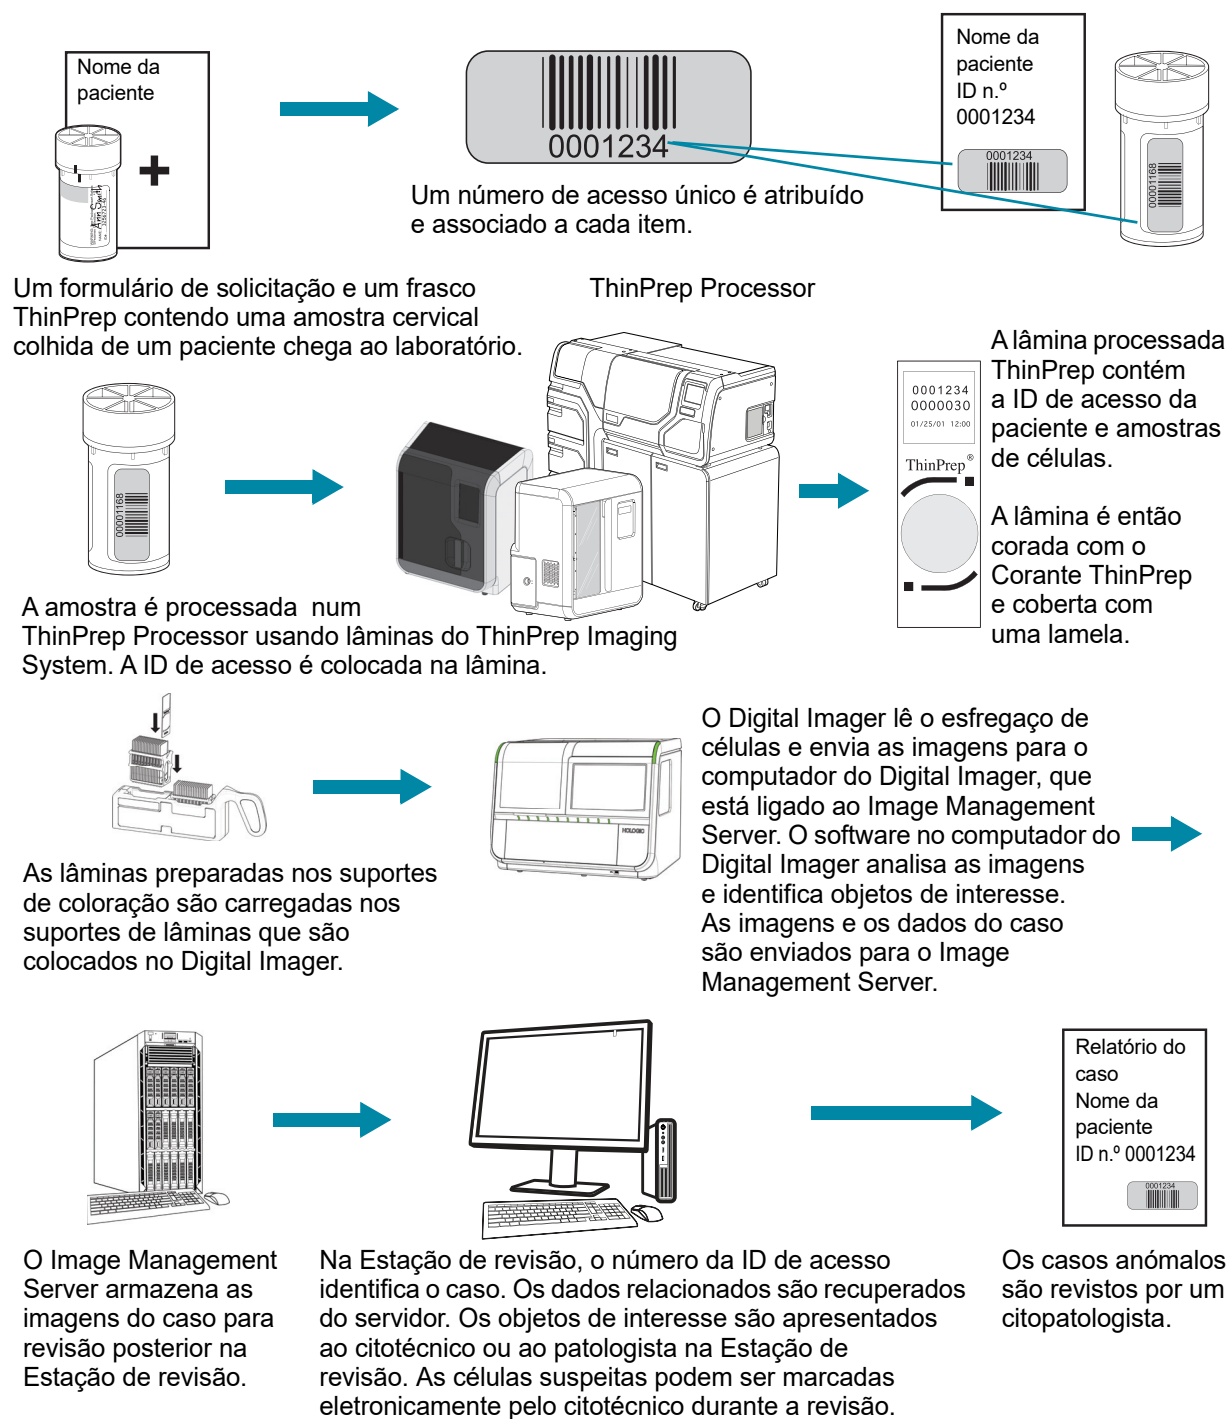 Nome da
paciente
Ann Smith
0001234
Nome da
paciente
ID n.º
0001234
0001234
00001168
Um número de acesso único é atribuído
e associado a cada item.
Um formulário de solicitação e um frasco
ThinPrep contendo uma amostra cervical
colhida de um paciente chega ao laboratório.
ThinPrep Processor
00001168
0001234
0000030
01/25/01 12:00
ThinPrep®
A lâmina processada
ThinPrep contém
a ID de acesso da
paciente e amostras
de células.
A lâmina é então
corada com o
Corante ThinPrep
e coberta com
uma lamela.
A amostra é processada num
ThinPrep Processor usando lâminas do ThinPrep Imaging
System. A ID de acesso é colocada na lâmina.
HOLOGIC
O Digital Imager lê o esfregaço de
células e envia as imagens para o
computador do Digital Imager, que
está ligado ao Image Management
Server. O software no computador do
Digital Imager analisa as imagens
e identifica objetos de interesse.
As imagens e os dados do caso
são enviados para o Image
Management Server.
As lâminas preparadas nos suportes
de coloração são carregadas nos
suportes de lâminas que são
colocados no Digital Imager.
Relatório do
caso
Nome da
paciente
ID n.º 0001234
0001234
O Image Management
Server armazena as
imagens do caso para
revisão posterior na
Estação de revisão.
Na Estação de revisão, o número da ID de acesso
identifica o caso. Os dados relacionados são recuperados
do servidor. Os objetos de interesse são apresentados
ao citotécnico ou ao patologista na Estação de
revisão. As células suspeitas podem ser marcadas
eletronicamente pelo citotécnico durante a revisão.
Os casos anómalos
são revistos por um
citopatologista.